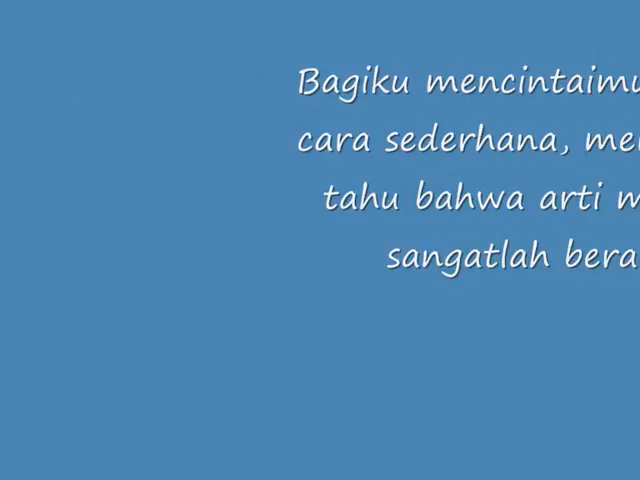 Bagiku mencintaimu
cara sederhana,
tahu bahwa arti
sangatlah